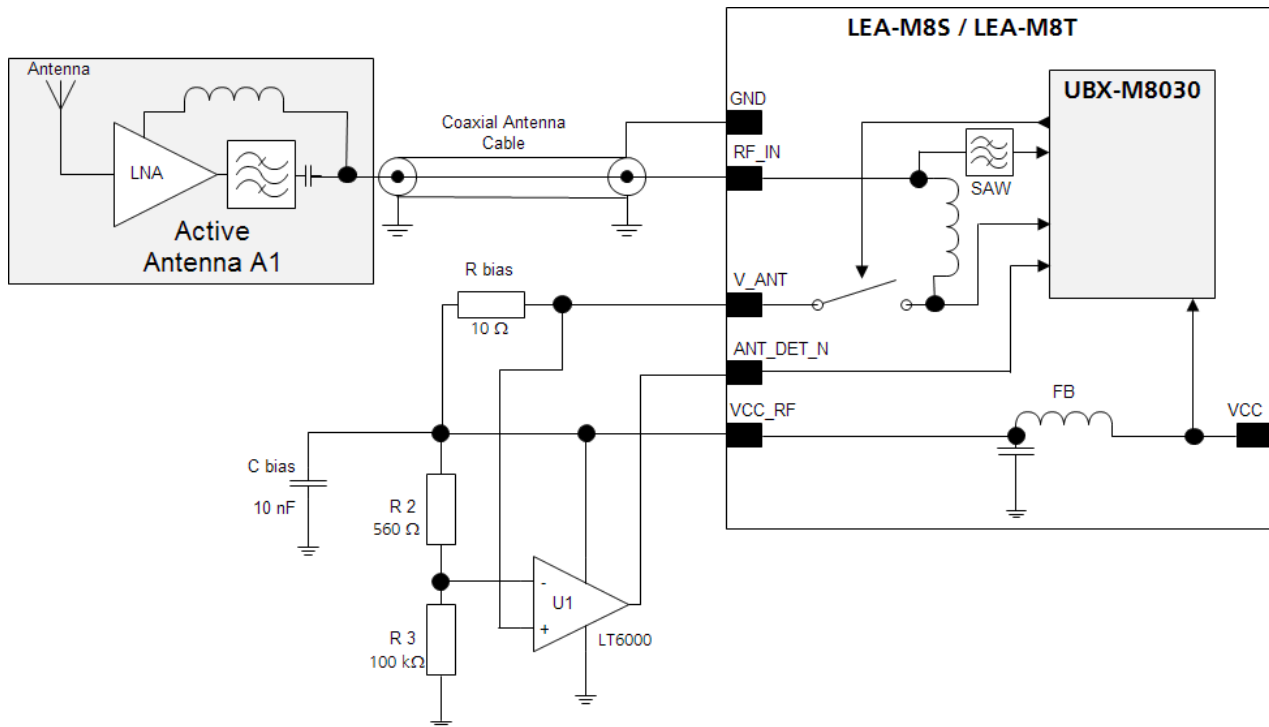 LEA-M8S / LEA-M8T
Antenna
LNA
Active
Antenna A1
Coaxial Antenna
Cable
GND
RF_IN
SAW
UBX-M8030
R bias
10 Ω
V_ANT
ANT_DET_N
VCC_RF
FB
VCC
C bias
10 nF
R 2
560 Ω
R 3
100 kΩ
-
+
U1
LT6000